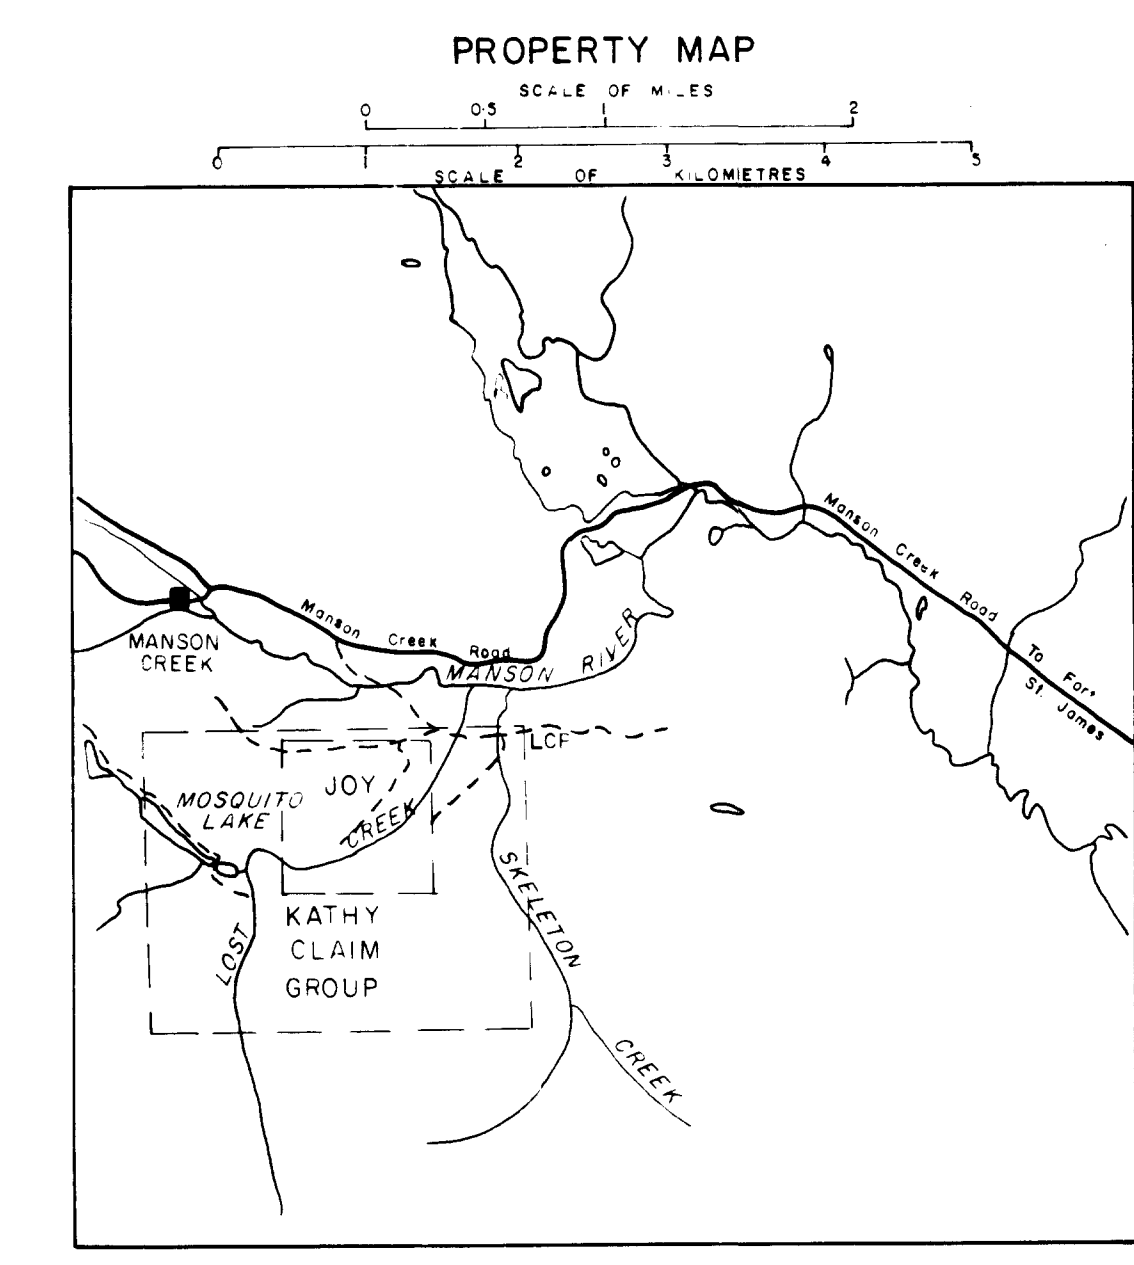 PROPERTY MAP
SCALE OF MILES
0 0·5 1 2
0 1 2 3 4 5
SCALE OF KILOMIETRES
Manson Creek Road
To Fort
St. James
Manson Creek Road
MANSON
CREEK
MANSON RIVER
LCP
JOY
MOSQUITO
LAKE
CREEK
SKELETON
KATHY
CLAIM
GROUP
LOST
CREEK